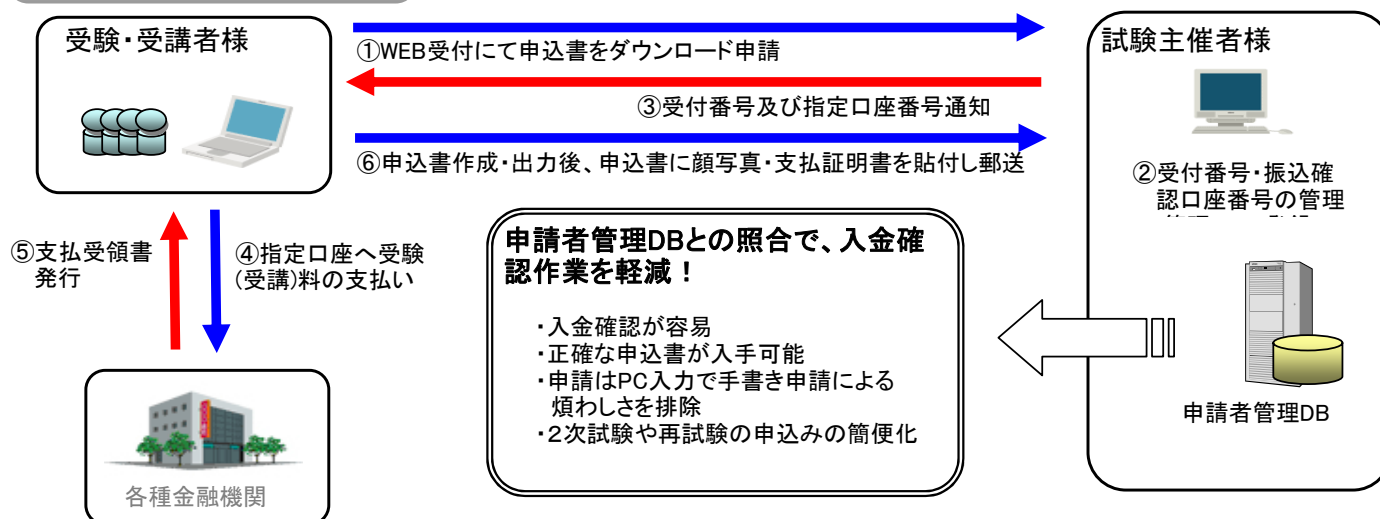 受験・受講者様
①WEB受付にて申込書をダウンロード申請
③受付番号及び指定口座番号通知
⑥申込書作成・出力後、申込書に顔写真・支払証明書を貼付し郵送
試験主催者様
②受付番号・振込確
認口座番号の管理
⑤支払受領書
発行
④指定口座へ受験
(受講)料の支払い
申請者管理DBとの照合で、入金確
認作業を軽減！
・入金確認が容易
・正確な申込書が入手可能
・申請はPC入力で手書き申請による
煩わしさを排除
・２次試験や再試験の申込みの簡便化
申請者管理DB
各種金融機関